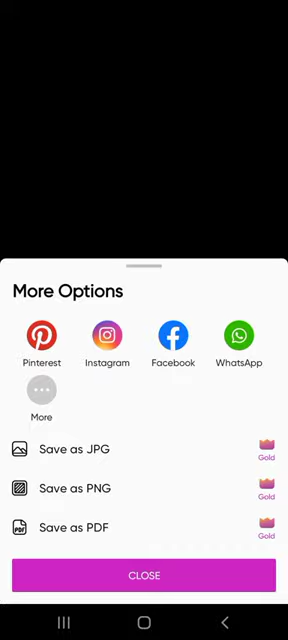 More Options
Pinterest Instagram Facebook WhatsApp
More
Save as JPG Gold
Save as PNG Gold
PDF Save as PDF Gold
CLOSE